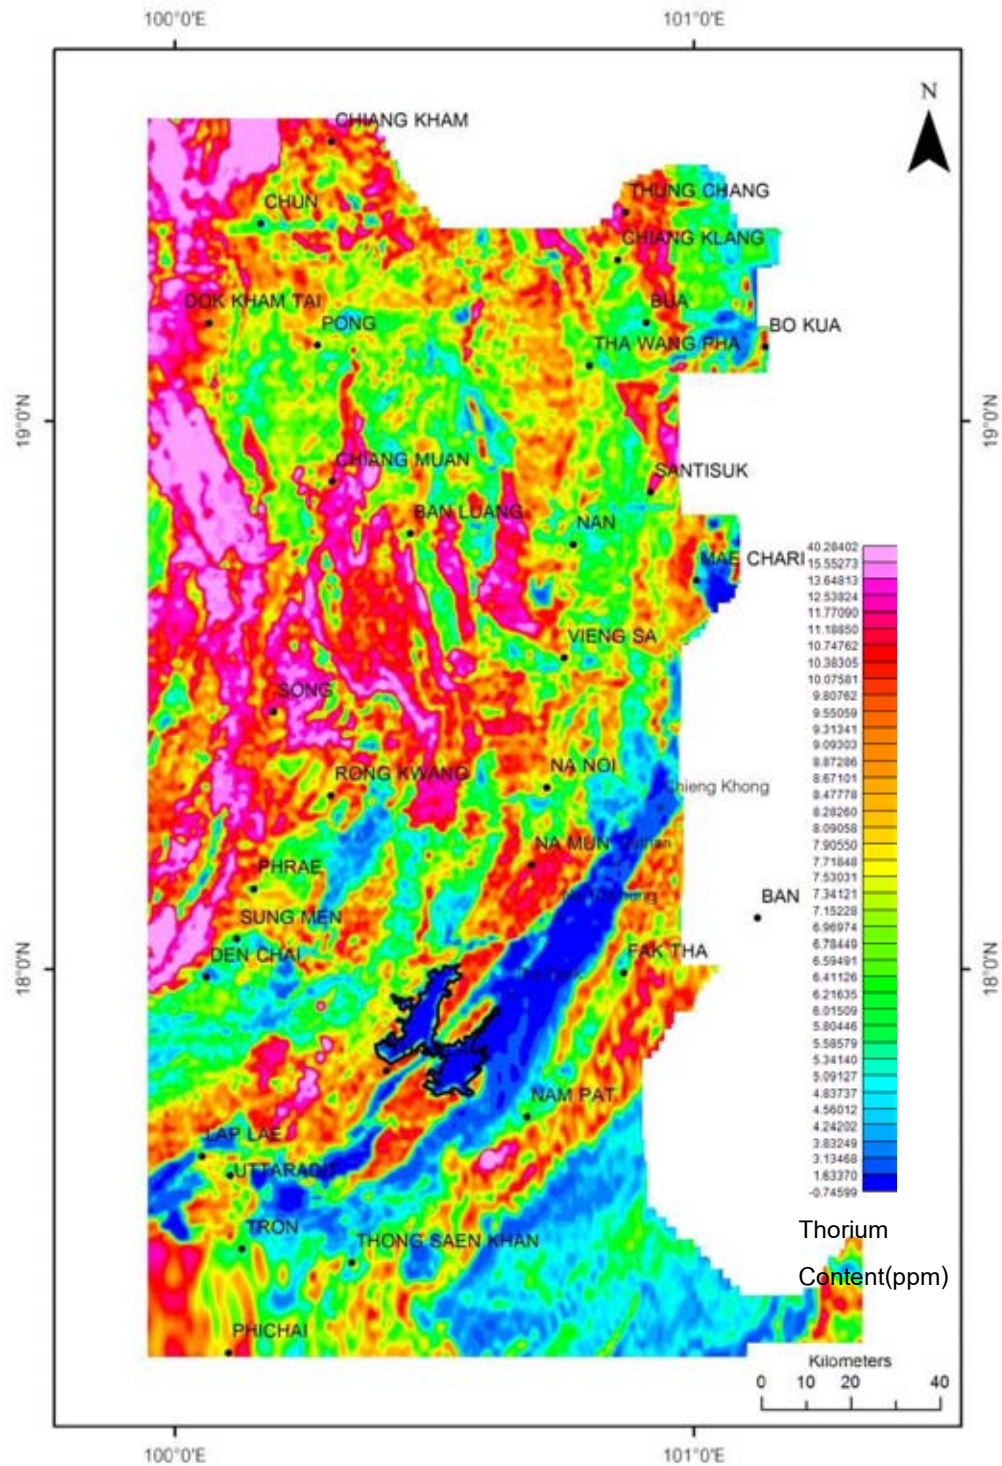 100°0'E
101°0'E
N
CHIANG KHAM
THUNG CHANG
CHUN
CHIANG KLANG
DOK KHAM TAI
BUA
PONG
BO KUA
THA WANG PHA
19°0'N
19°0'N
CHIANG MUAN
SANTISUK
BAN LUANG
NAN
MAE CHARI
VIENG SA
SONG
RONG KWANG
NA NOI
Chieng Khong
NA MUN
PHRAE
BAN
SUNG MEN
DEN CHAI
FAK THA
18°0'N
18°0'N
NAM PAT
LAP LAE
UTTARADIT
TRON
THONG SAEN KHAN
PHICHAI
40.28402
15.55273
13.64813
12.53824
11.77090
11.18850
10.74762
10.38305
10.07581
9.80762
9.55059
9.31341
9.09203
8.87286
8.67101
8.47778
8.28260
8.09058
7.90550
7.71848
7.53031
7.34121
7.15228
6.96974
6.78449
6.59491
6.41126
6.21635
6.01509
5.80446
5.58579
5.34140
5.09127
4.83737
4.56012
4.24202
3.83249
3.13468
1.63370
-0.74599
Thorium
Content(ppm)
Kilometers
0 10 20 40
100°0'E
101°0'E